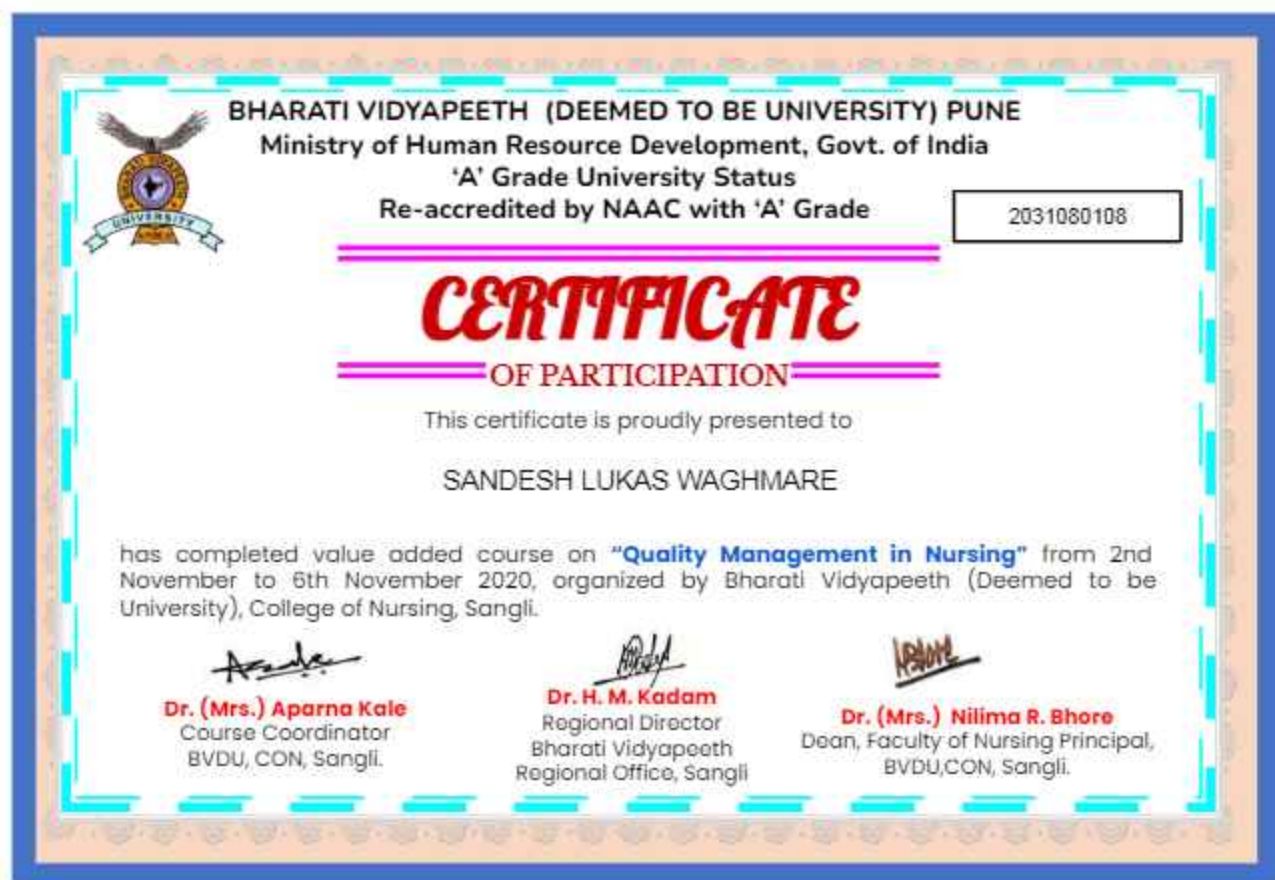 BHARATI VIDYAPEETH (DEEMED TO BE UNIVERSITY) PUNE
Ministry of Human Resource Development, Govt. of India
‘A’ Grade University Status
Re-accredited by NAAC with ‘A’ Grade
2031080108
BHARATI VIDYAPEETH
UNIVERSITY
CERTIFICATE
OF PARTICIPATION
This certificate is proudly presented to
SANDESH LUKAS WAGHMARE
has completed value added course on “Quality Management in Nursing” from 2nd
November to 6th November 2020, organized by Bharati Vidyapeeth (Deemed to be
University), College of Nursing, Sangli.
Dr. (Mrs.) Aparna Kale
Course Coordinator
BVDU, CON, Sangli.
Dr. H. M. Kadam
Regional Director
Bharati Vidyapeeth
Regional Office, Sangli
Dr. (Mrs.) Nilima R. Bhore
Dean, Faculty of Nursing Principal,
BVDU,CON, Sangli.